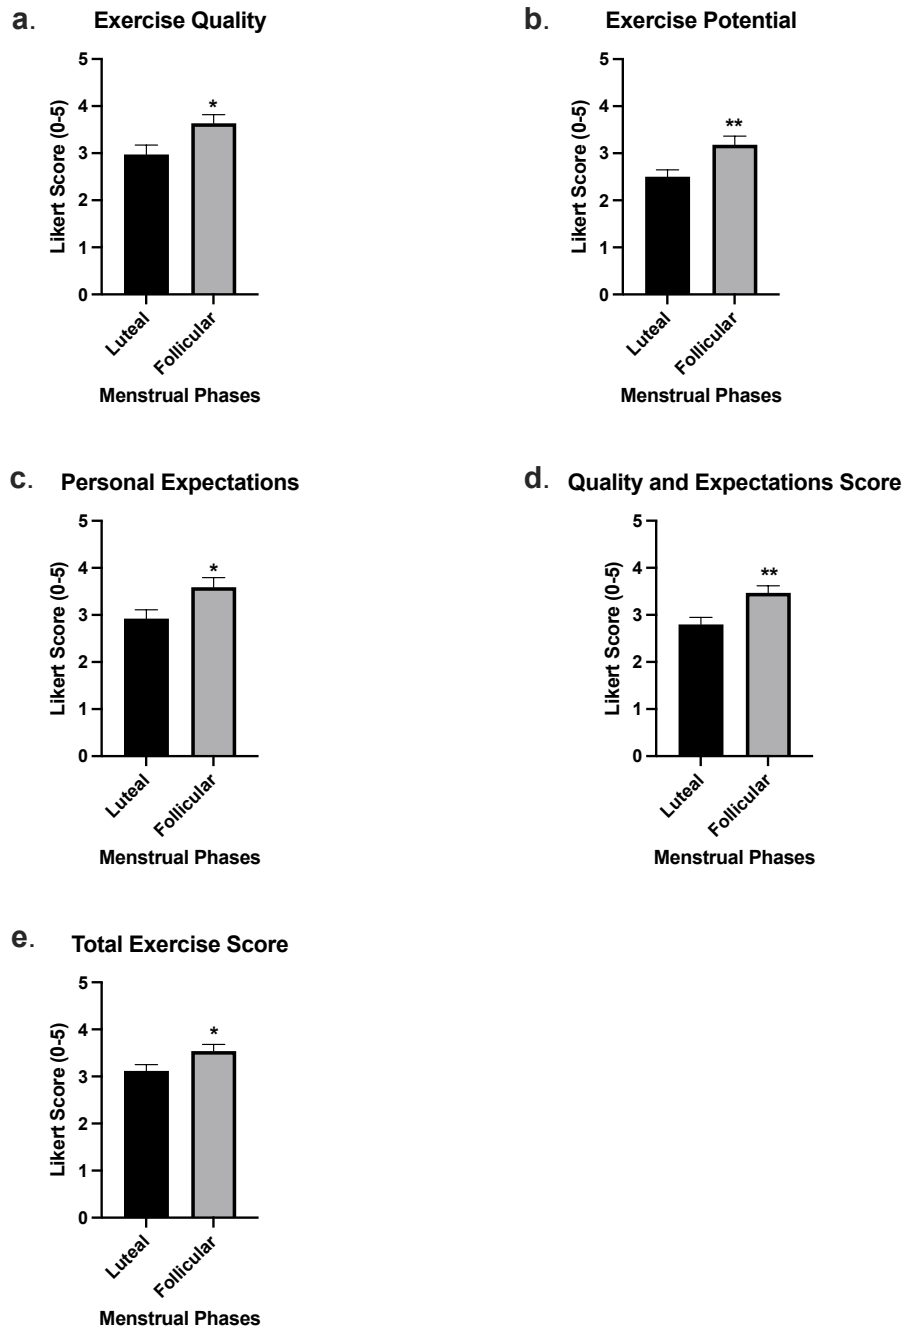 a. Exercise Quality
Likert Score (0-5)
5
4
3
2
1
0
*
Luteal
Follicular
Menstrual Phases
b. Exercise Potential
Likert Score (0-5)
5
4
3
2
1
0
**
Luteal
Follicular
Menstrual Phases
c. Personal Expectations
Likert Score (0-5)
5
4
3
2
1
0
*
Luteal
Follicular
Menstrual Phases
d. Quality and Expectations Score
Likert Score (0-5)
5
4
3
2
1
0
**
Luteal
Follicular
Menstrual Phases
e. Total Exercise Score
Likert Score (0-5)
5
4
3
2
1
0
*
Luteal
Follicular
Menstrual Phases